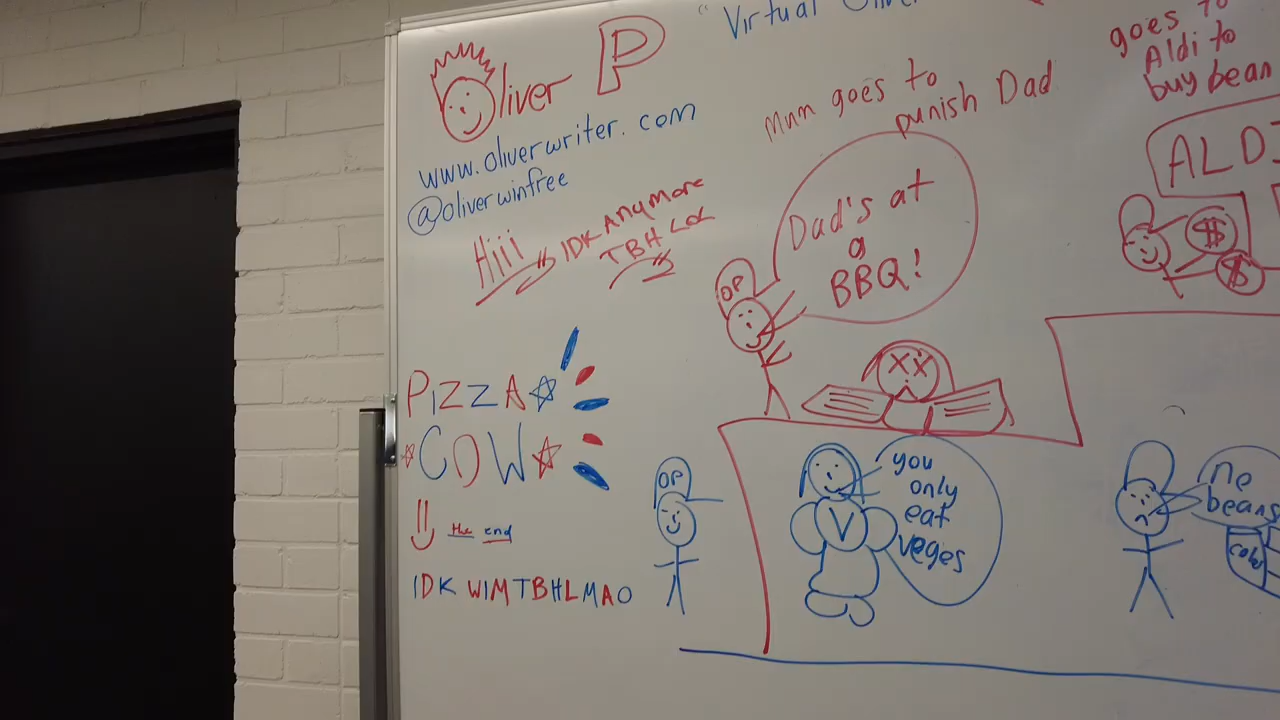 Oliver P
www.oliverwriter.com
@oliverwinfree
Hiii IDK Anymore
TBH LOL
PIZZA
COW
the end
IDK WIMTBHLMAO
"Virtual
Mum goes to
punish Dad
Dad's at
a
BBQ!
OP
XX
OP
you
only
eat
veges
V
goes to
Aldi to
buy bean
ALDI
$
$
no
beans